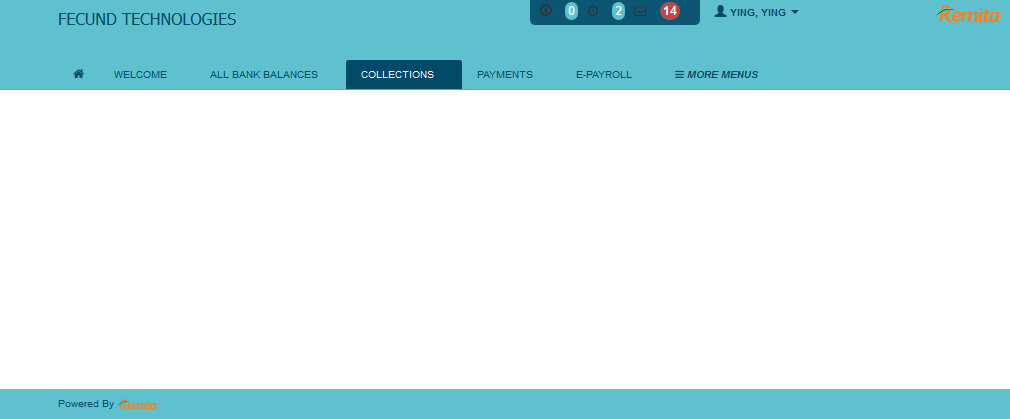 FECUND TECHNOLOGIES
0 2 14
YING, YING
Remita
WELCOME ALL BANK BALANCES COLLECTIONS PAYMENTS E-PAYROLL MORE MENUS
Powered By Remita